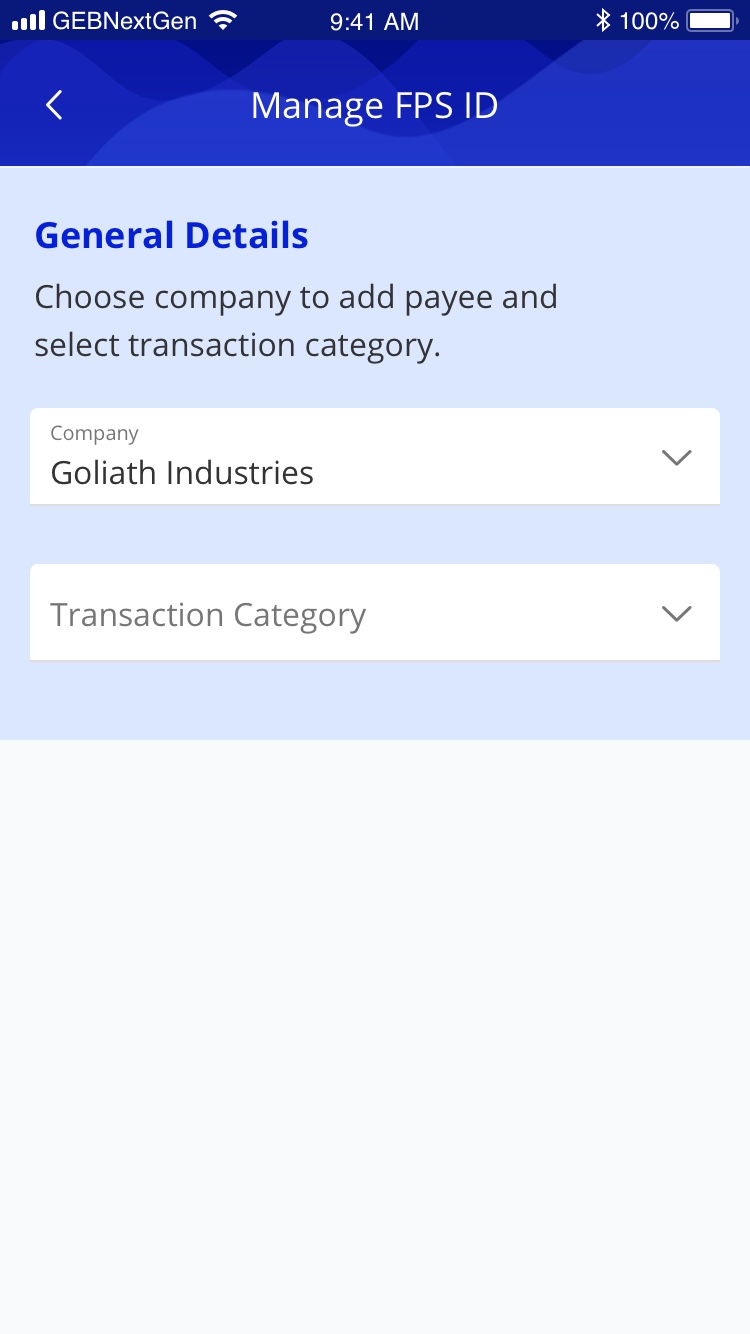 GEBNextGen 9:41 AM 100%
Manage FPS ID
General Details
Choose company to add payee and
select transaction category.
Company
Goliath Industries
Transaction Category